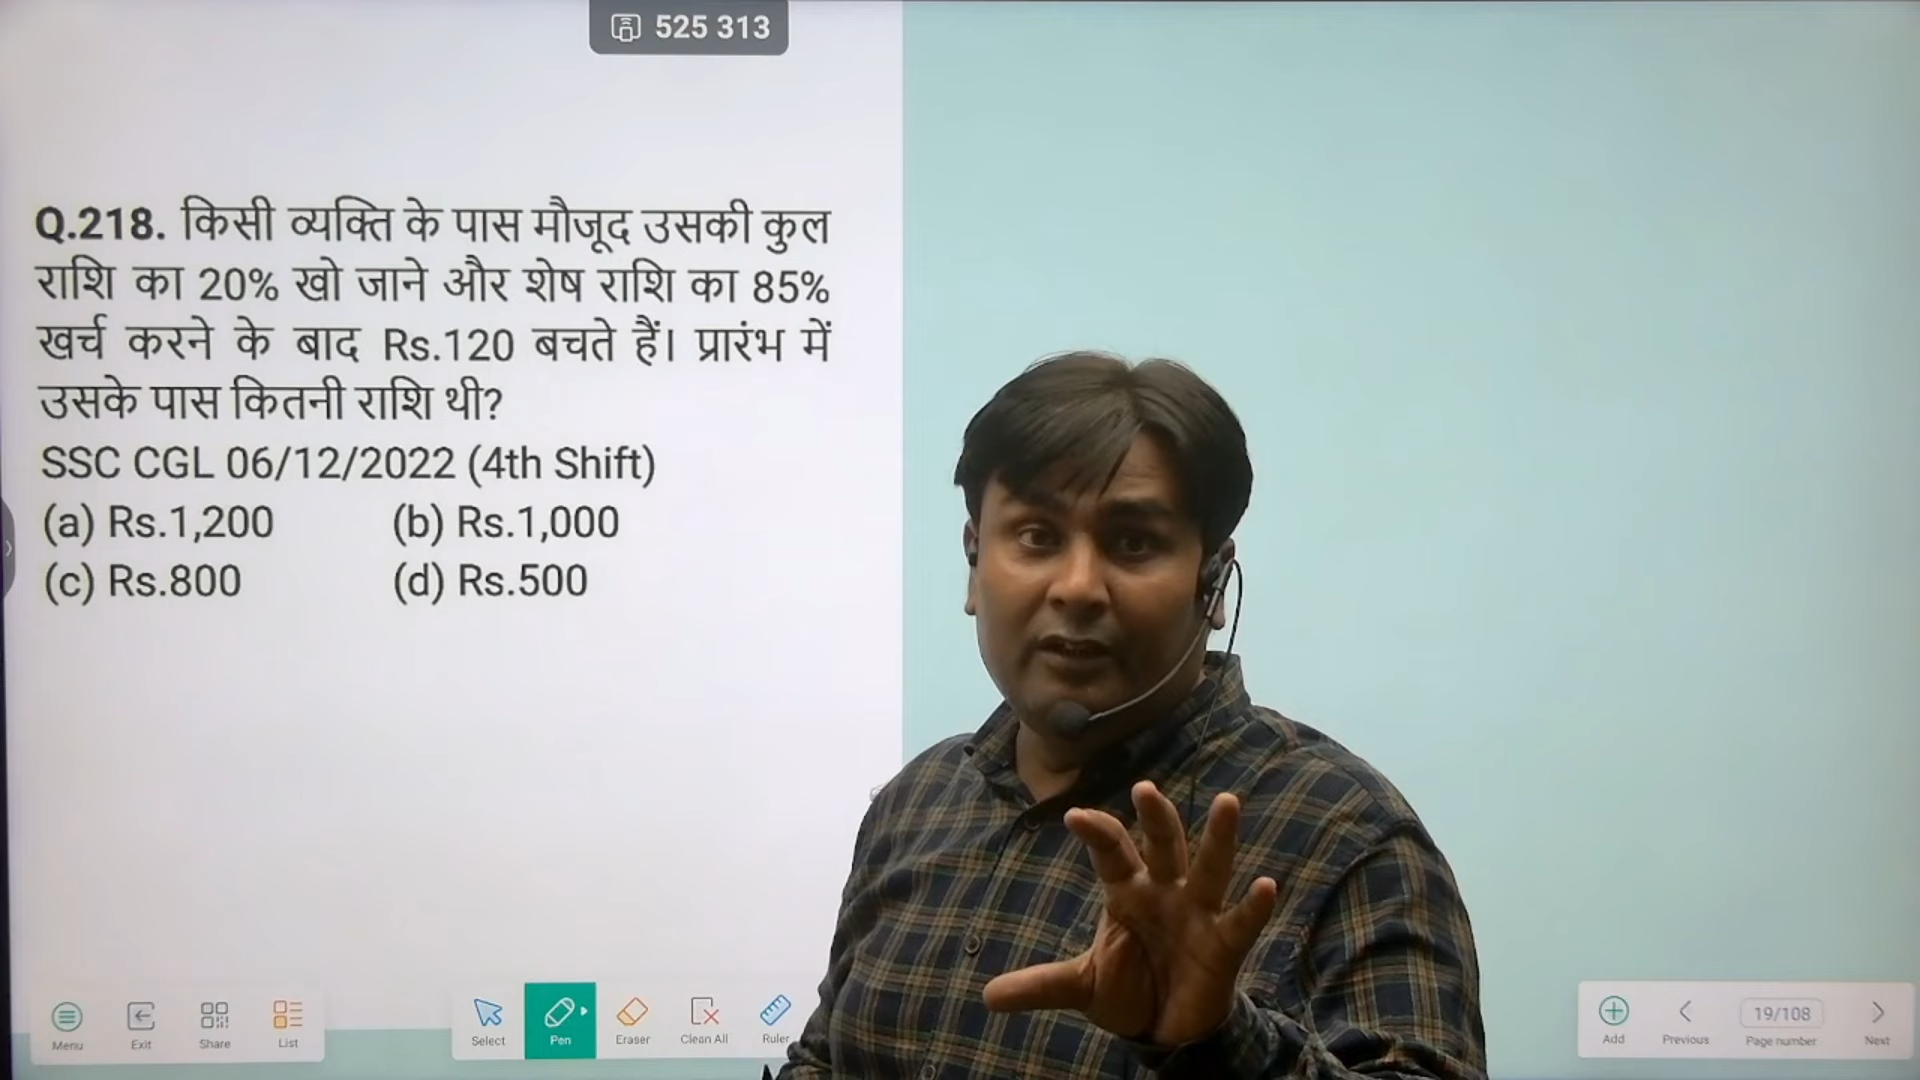 525 313
Q.218. किसी व्यक्ति के पास मौजूद उसकी कुल
राशि का 20% खो जाने और शेष राशि का 85%
खर्च करने के बाद Rs.120 बचते हैं। प्रारंभ में
उसके पास कितनी राशि थी?
SSC CGL 06/12/2022 (4th Shift)
(a) Rs.1,200 (b) Rs.1,000
(c) Rs.800 (d) Rs.500
Menu Exit Share List Select Pen Eraser Clean All Ruler Add Previous 19/108 Page number Next